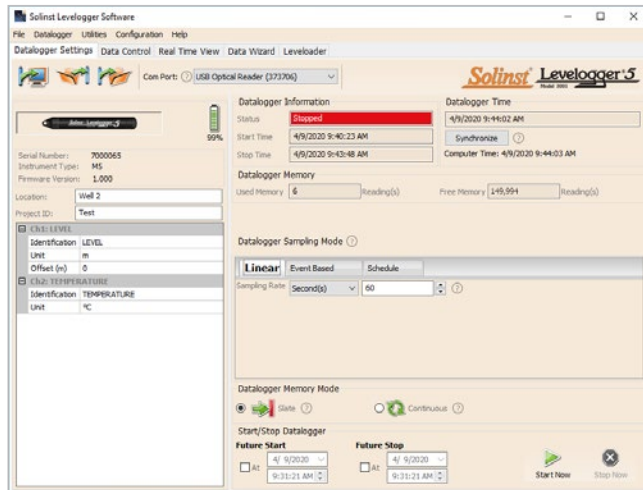 Solinst Levelogger Software
File Datalogger Utilities Configuration Help
Datalogger Settings Data Control Real Time View Data Wizard Leveloader
Com Port: ? USB Optical Reader (373706)
Solinst Levelogger 5
Model 3001
Solinst Levelogger 5
99%
Serial Number: 7000065
Instrument Type: M5
Firmware Version: 1.000
Location: Well 2
Project ID: Test
Ch1: LEVEL
Identification LEVEL
Unit m
Offset (m) 0
Ch2: TEMPERATURE
Identification TEMPERATURE
Unit °C
Datalogger Information
Status Stopped
Start Time 4/9/2020 9:40:23 AM
Stop Time 4/9/2020 9:43:48 AM
Datalogger Time
4/9/2020 9:44:02 AM
Synchronize ?
Computer Time: 4/9/2020 9:44:03 AM
Datalogger Memory
Used Memory 6 Reading(s) Free Memory 149,994 Reading(s)
Datalogger Sampling Mode ?
Linear Event Based Schedule
Sampling Rate Second(s) 60 ?
Datalogger Memory Mode
Slate ? Continuous ?
Start/Stop Datalogger
Future Start Future Stop
At 4/ 9/2020 At 4/ 9/2020
9:31:21 AM 9:31:21 AM
Start Now Stop Now